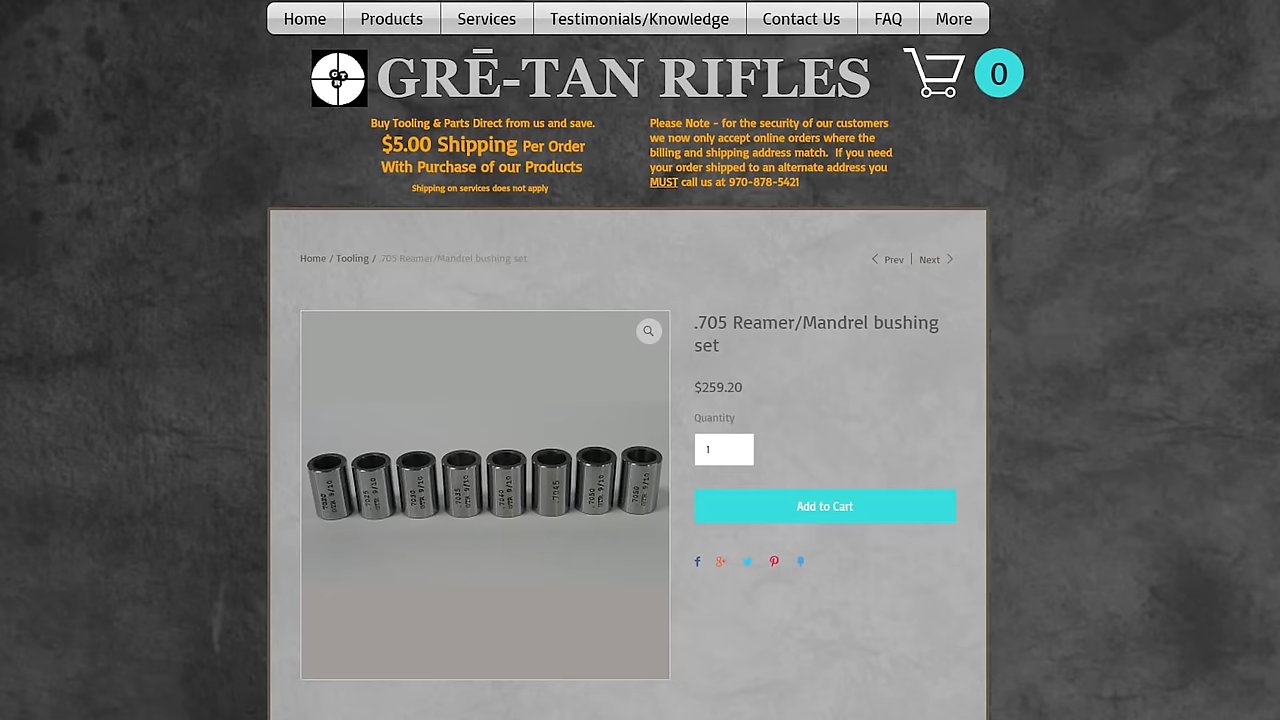 Home
Products
Services
Testimonials/Knowledge
Contact Us
FAQ
More
GRĒ-TAN RIFLES
0
Buy Tooling & Parts Direct from us and save.
$5.00 Shipping Per Order
With Purchase of our Products
Shipping on services does not apply
Please Note - for the security of our customers
we now only accept online orders where the
billing and shipping address match. If you need
your order shipped to an alternate address you
MUST call us at 970-878-5421
Home / Tooling / .705 Reamer/Mandrel bushing set
Prev | Next
.705 Reamer/Mandrel bushing
set
$259.20
Quantity
1
Add to Cart